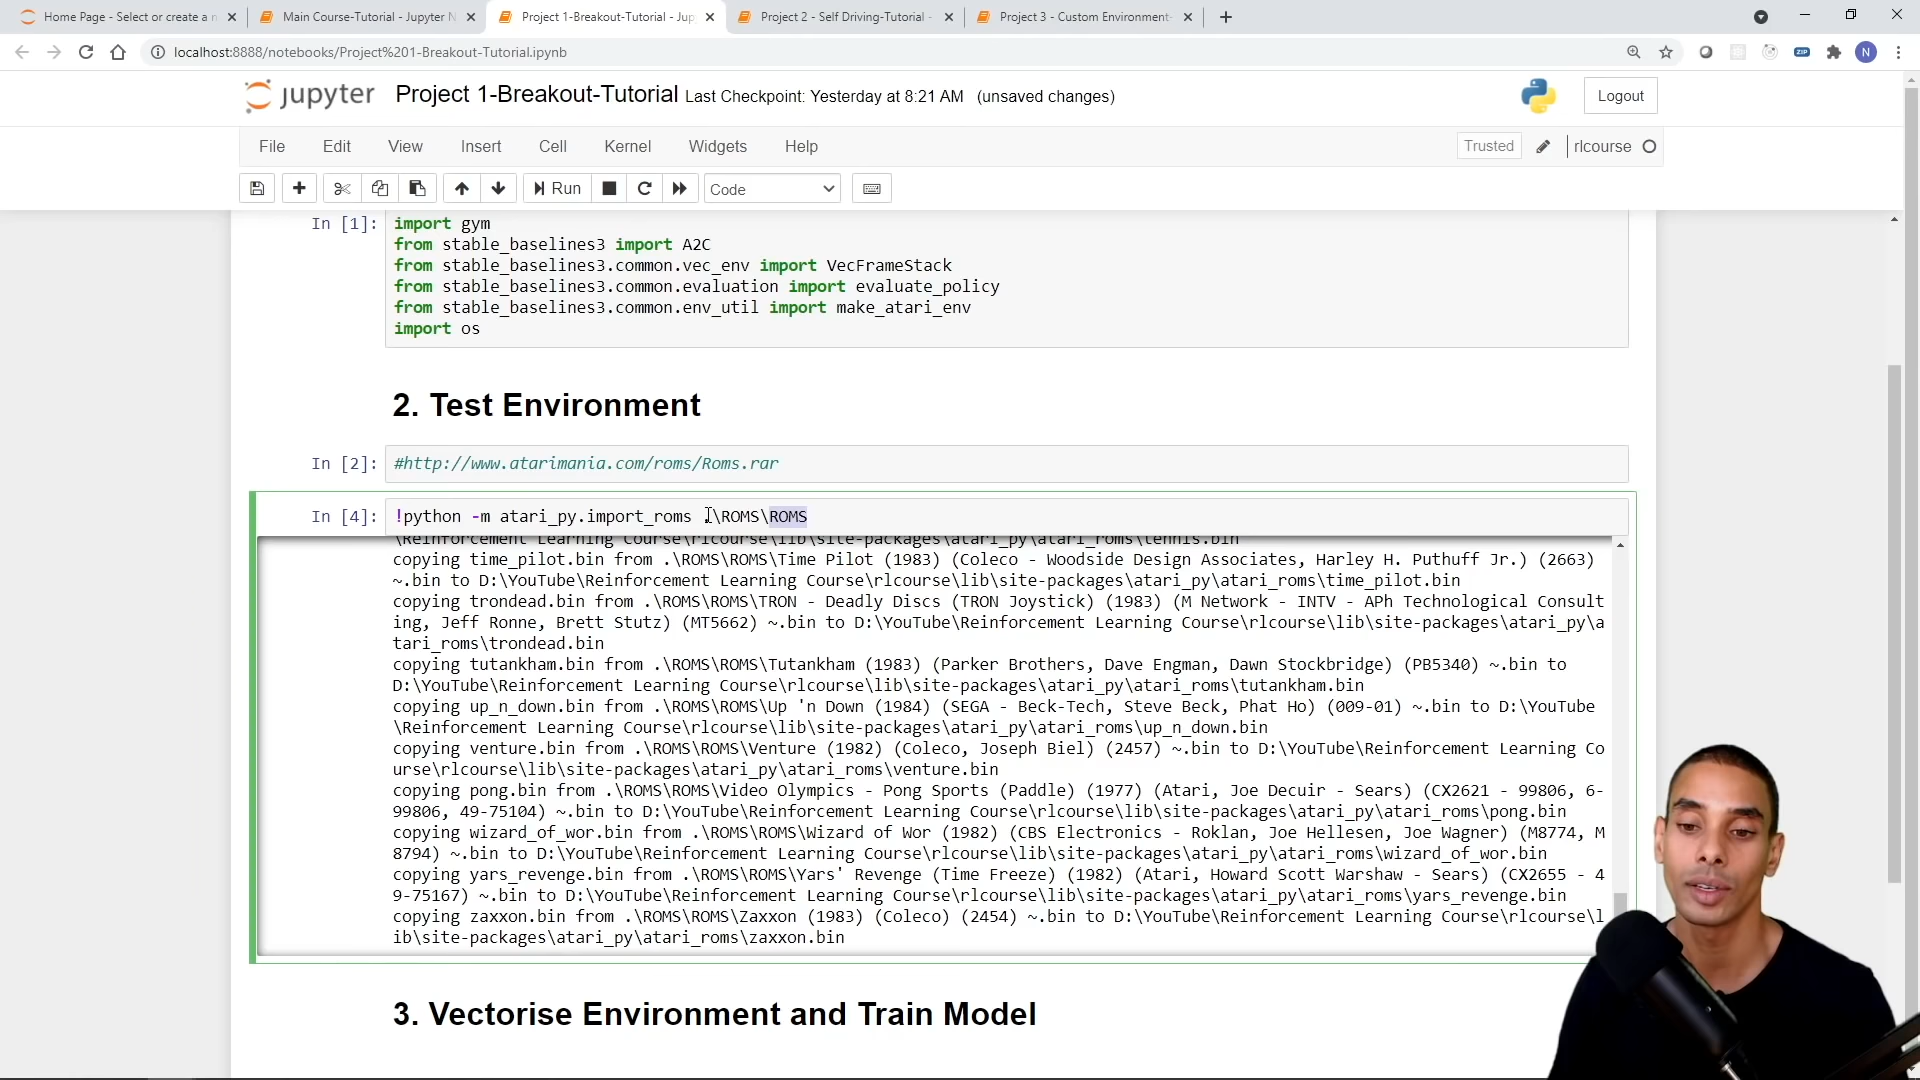 Home Page - Select or create a n
Main Course-Tutorial - Jupyter N
Project 1-Breakout-Tutorial - Jup
Project 2 - Self Driving-Tutorial -
Project 3 - Custom Environment-
localhost:8888/notebooks/Project%201-Breakout-Tutorial.ipynb
ZIP
N
jupyter
Project 1-Breakout-Tutorial Last Checkpoint: Yesterday at 8:21 AM (unsaved changes)
Logout
File Edit View Insert Cell Kernel Widgets Help
Trusted
rlcourse
Run
Code
In [1]: import gym
from stable_baselines3 import A2C
from stable_baselines3.common.vec_env import VecFrameStack
from stable_baselines3.common.evaluation import evaluate_policy
from stable_baselines3.common.env_util import make_atari_env
import os
2. Test Environment
In [2]: #http://www.atarimania.com/roms/Roms.rar
In [4]: !python -m atari_py.import_roms .\ROMS\ROMS
\Reinforcement Learning Course\rlcourse\lib\site-packages\atari_py\atari_roms\tennis.bin
copying time_pilot.bin from .\ROMS\ROMS\Time Pilot (1983) (Coleco - Woodside Design Associates, Harley H. Puthuff Jr.) (2663)
~.bin to D:\YouTube\Reinforcement Learning Course\rlcourse\lib\site-packages\atari_py\atari_roms\time_pilot.bin
copying trondead.bin from .\ROMS\ROMS\TRON - Deadly Discs (TRON Joystick) (1983) (M Network - INTV - APh Technological Consult
ing, Jeff Ronne, Brett Stutz) (MT5662) ~.bin to D:\YouTube\Reinforcement Learning Course\rlcourse\lib\site-packages\atari_py\a
tari_roms\trondead.bin
copying tutankham.bin from .\ROMS\ROMS\Tutankham (1983) (Parker Brothers, Dave Engman, Dawn Stockbridge) (PB5340) ~.bin to
D:\YouTube\Reinforcement Learning Course\rlcourse\lib\site-packages\atari_py\atari_roms\tutankham.bin
copying up_n_down.bin from .\ROMS\ROMS\Up 'n Down (1984) (SEGA - Beck-Tech, Steve Beck, Phat Ho) (009-01) ~.bin to D:\YouTube
\Reinforcement Learning Course\rlcourse\lib\site-packages\atari_py\atari_roms\up_n_down.bin
copying venture.bin from .\ROMS\ROMS\Venture (1982) (Coleco, Joseph Biel) (2457) ~.bin to D:\YouTube\Reinforcement Learning Co
urse\rlcourse\lib\site-packages\atari_py\atari_roms\venture.bin
copying pong.bin from .\ROMS\ROMS\Video Olympics - Pong Sports (Paddle) (1977) (Atari, Joe Decuir - Sears) (CX2621 - 99806, 6-
99806, 49-75104) ~.bin to D:\YouTube\Reinforcement Learning Course\rlcourse\lib\site-packages\atari_py\atari_roms\pong.bin
copying wizard_of_wor.bin from .\ROMS\ROMS\Wizard of Wor (1982) (CBS Electronics - Roklan, Joe Hellesen, Joe Wagner) (M8774, M
8794) ~.bin to D:\YouTube\Reinforcement Learning Course\rlcourse\lib\site-packages\atari_py\atari_roms\wizard_of_wor.bin
copying yars_revenge.bin from .\ROMS\ROMS\Yars' Revenge (Time Freeze) (1982) (Atari, Howard Scott Warshaw - Sears) (CX2655 - 4
9-75167) ~.bin to D:\YouTube\Reinforcement Learning Course\rlcourse\lib\site-packages\atari_py\atari_roms\yars_revenge.bin
copying zaxxon.bin from .\ROMS\ROMS\Zaxxon (1983) (Coleco) (2454) ~.bin to D:\YouTube\Reinforcement Learning Course\rlcourse\l
ib\site-packages\atari_py\atari_roms\zaxxon.bin
3. Vectorise Environment and Train Model